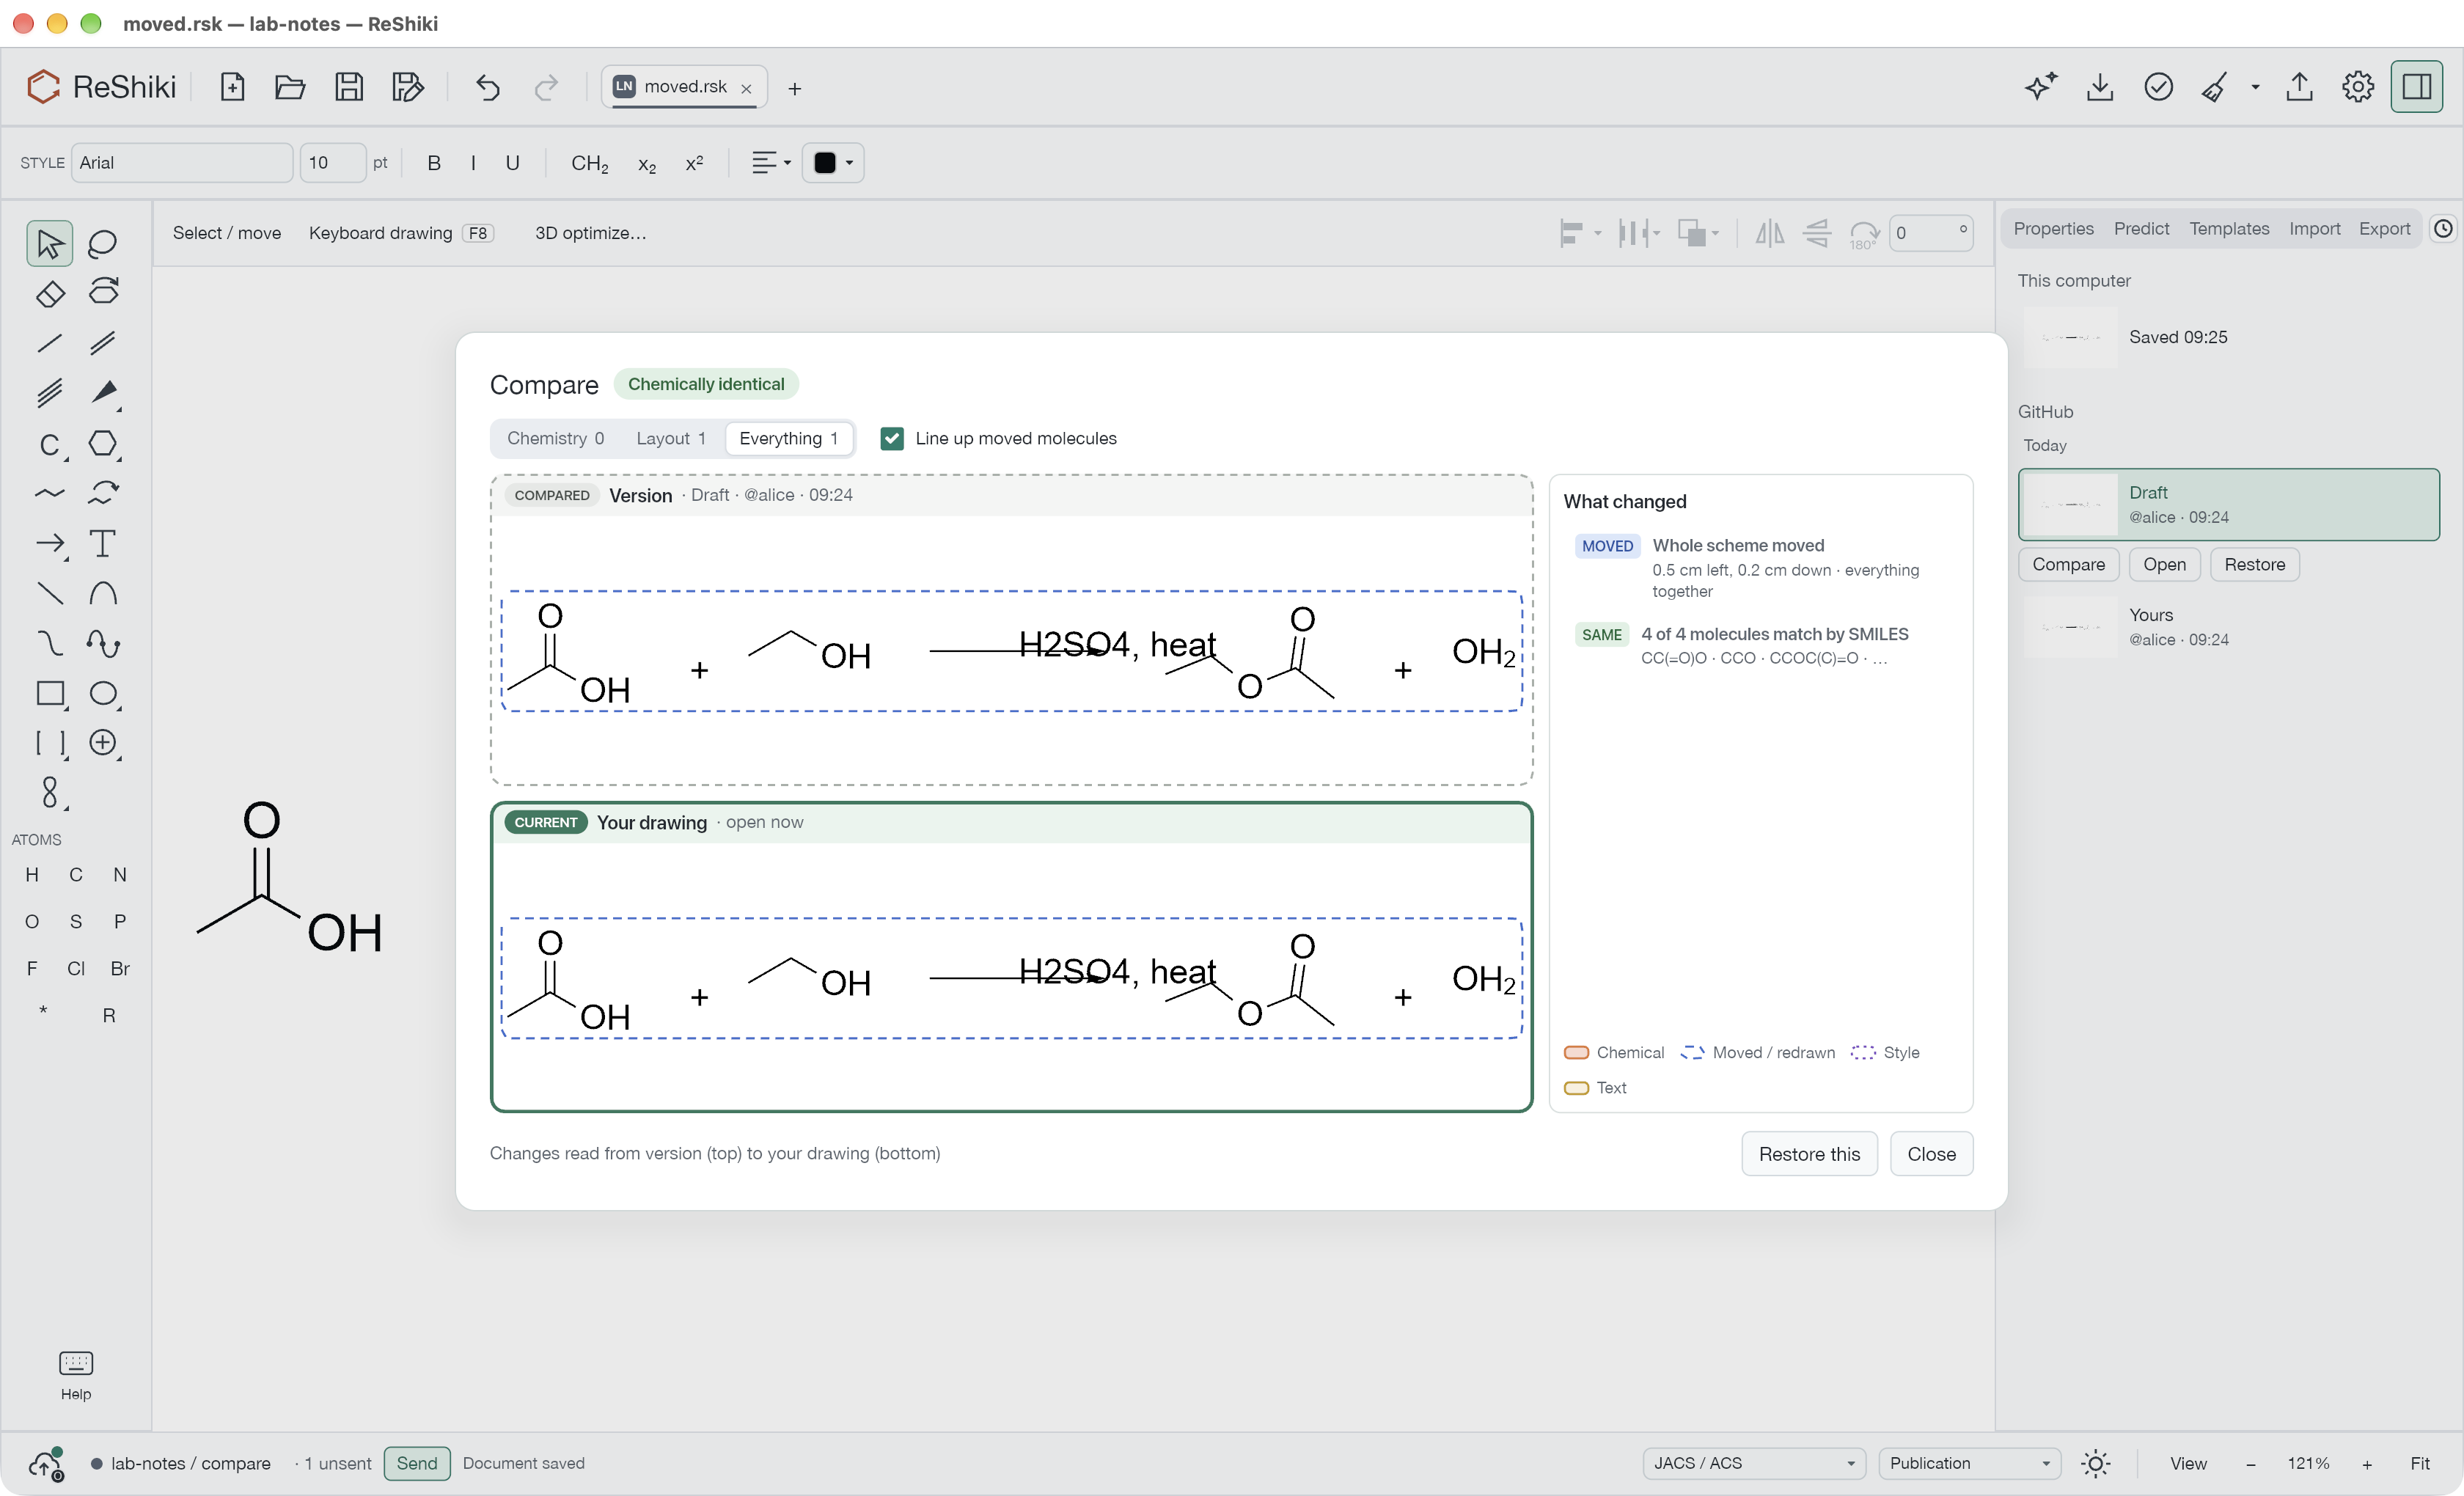 moved.rsk — lab-notes — ReShiki
ReShiki
LN moved.rsk × +
STYLE Arial 10 pt B I U CH₂ x₂ x²
Select / move Keyboard drawing F8 3D optimize…
180° 0 °
Properties Predict Templates Import Export
This computer
Saved 09:25
GitHub
Today
Draft
@alice · 09:24
Compare Open Restore
Yours
@alice · 09:24
Compare Chemically identical
Chemistry 0 Layout 1 Everything 1 Line up moved molecules
COMPARED Version · Draft · @alice · 09:24
O OH + OH H2SO4, heat O O + OH₂
CURRENT Your drawing · open now
O OH + OH H2SO4, heat O O + OH₂
What changed
MOVED Whole scheme moved
0.5 cm left, 0.2 cm down · everything
together
SAME 4 of 4 molecules match by SMILES
CC(=O)O · CCO · CCOC(C)=O · …
Chemical Moved / redrawn Style
Text
Changes read from version (top) to your drawing (bottom)
Restore this Close
C
T
[ ]
ATOMS
H C N
O S P
F Cl Br
* R
O
OH
Help
lab-notes / compare · 1 unsent Send Document saved
JACS / ACS Publication View − 121% + Fit